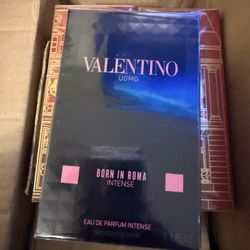 VALENTINO
UOMO
BORN IN ROMA
INTENSE
EAU DE PARFUM INTENSE